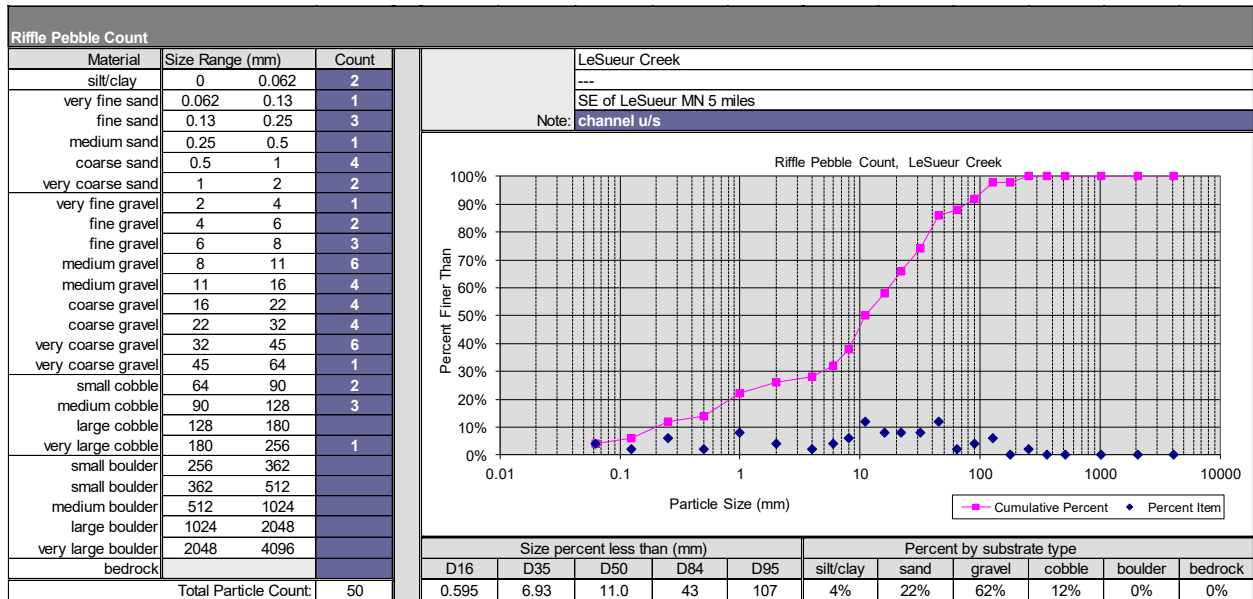 Riffle Pebble Count
Material Size Range (mm) Count
silt/clay 0 0.062 2
very fine sand 0.062 0.13 1
fine sand 0.13 0.25 3
medium sand 0.25 0.5 1
coarse sand 0.5 1 4
very coarse sand 1 2 2
very fine gravel 2 4 1
fine gravel 4 6 2
fine gravel 6 8 3
medium gravel 8 11 6
medium gravel 11 16 4
coarse gravel 16 22 4
coarse gravel 22 32 4
very coarse gravel 32 45 6
very coarse gravel 45 64 1
small cobble 64 90 2
medium cobble 90 128 3
large cobble 128 180
very large cobble 180 256 1
small boulder 256 362
small boulder 362 512
medium boulder 512 1024
large boulder 1024 2048
very large boulder 2048 4096
bedrock
Total Particle Count: 50
LeSueur Creek
---
SE of LeSueur MN 5 miles
Note: channel u/s
Riffle Pebble Count, LeSueur Creek
Percent Finer Than
100%
90%
80%
70%
60%
50%
40%
30%
20%
10%
0%
0.01 0.1 1 10 100 1000 10000
Particle Size (mm)
Cumulative Percent Percent Item
Size percent less than (mm) Percent by substrate type
D16 D35 D50 D84 D95 silt/clay sand gravel cobble boulder bedrock
0.595 6.93 11.0 43 107 4% 22% 62% 12% 0% 0%